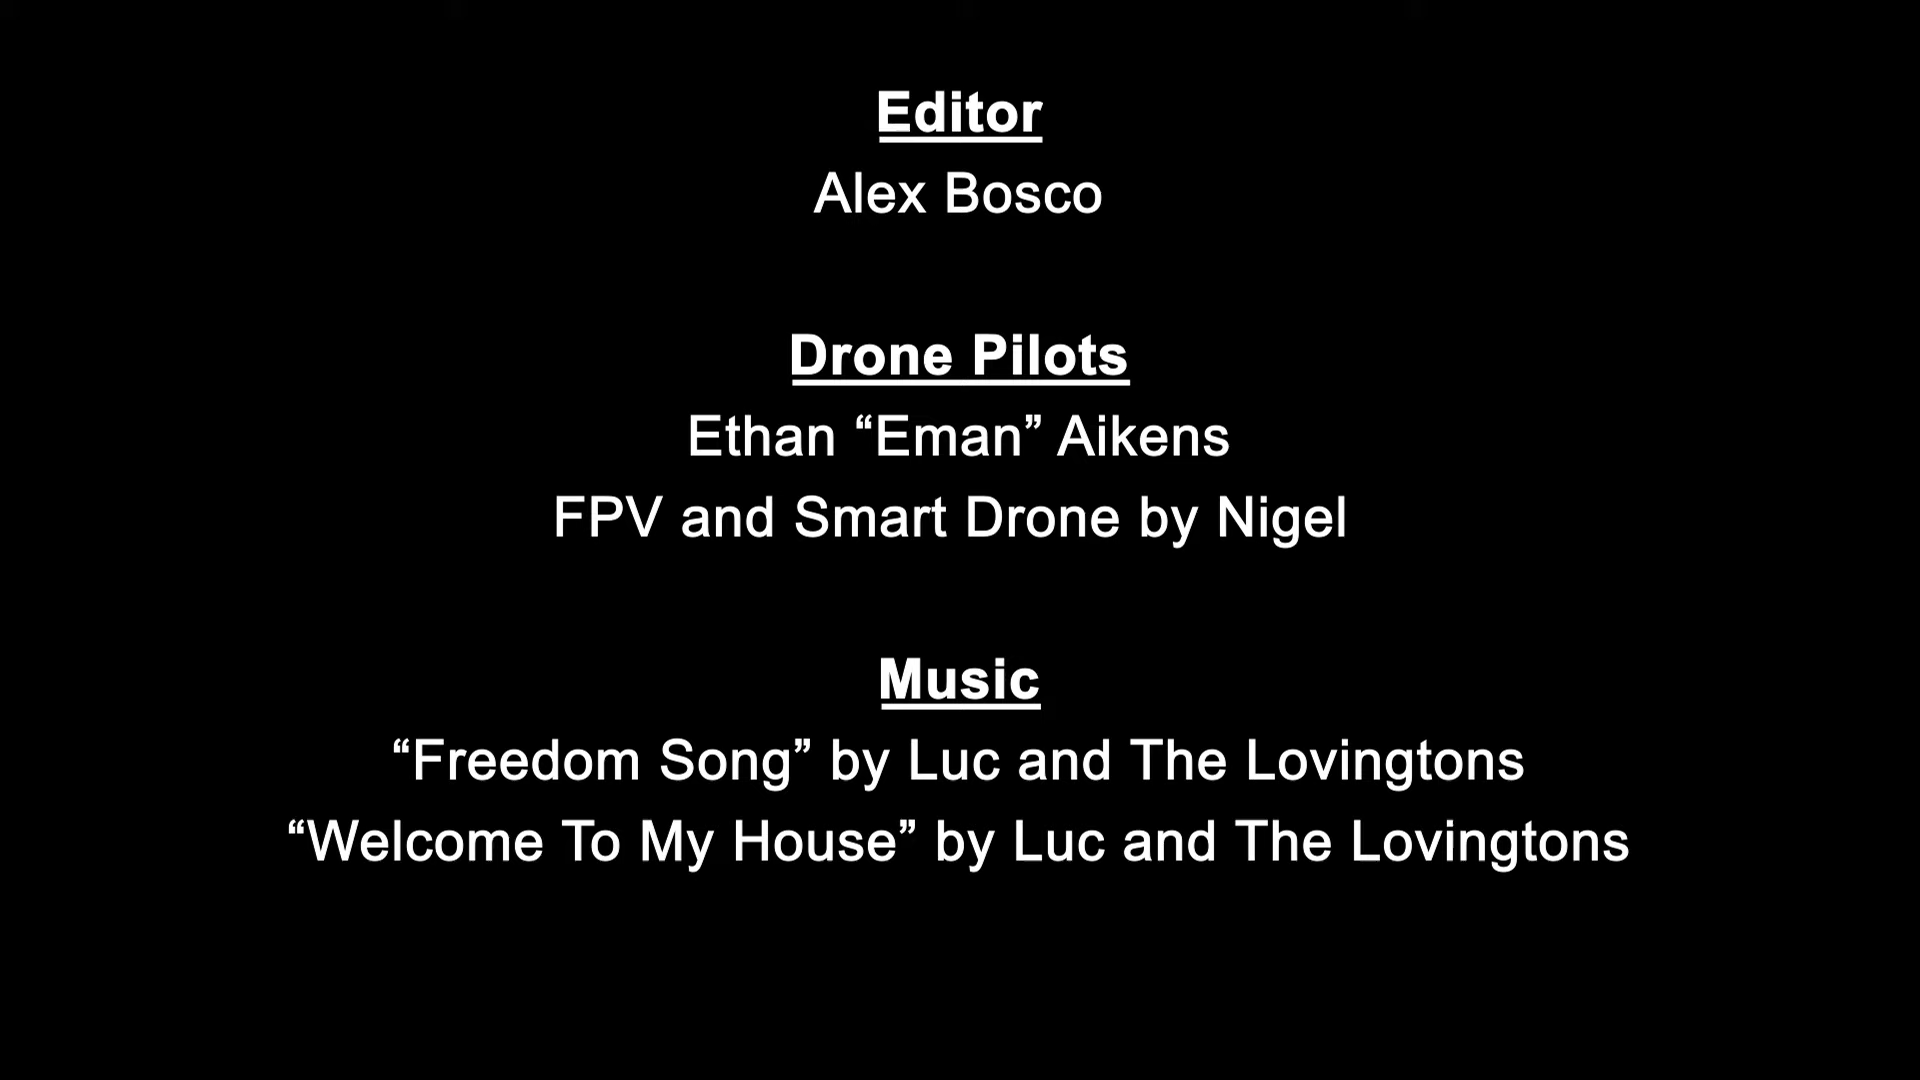 Editor
Alex Bosco
Drone Pilots
Ethan “Eman” Aikens
FPV and Smart Drone by Nigel
Music
“Freedom Song” by Luc and The Lovingtons
“Welcome To My House” by Luc and The Lovingtons